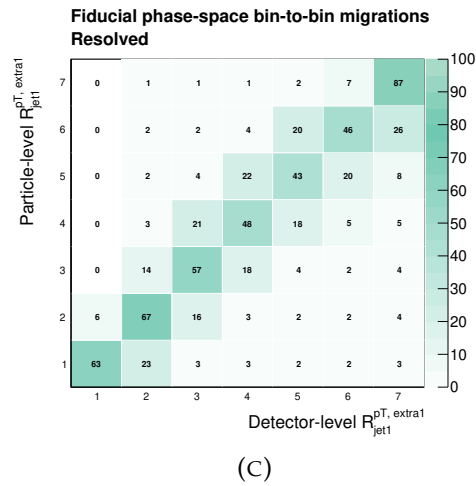 Fiducial phase-space bin-to-bin migrations
Resolved
Particle-level R^{pT, extra1}_{jet1}
7 0 1 1 1 2 7 87
6 0 2 2 4 20 46 26
5 0 2 4 22 43 20 8
4 0 3 21 48 18 5 5
3 0 14 57 18 4 2 4
2 6 67 16 3 2 2 4
1 63 23 3 3 2 2 3
1 2 3 4 5 6 7
Detector-level R^{pT, extra1}_{jet1}
100
90
80
70
60
50
40
30
20
10
0
(C)